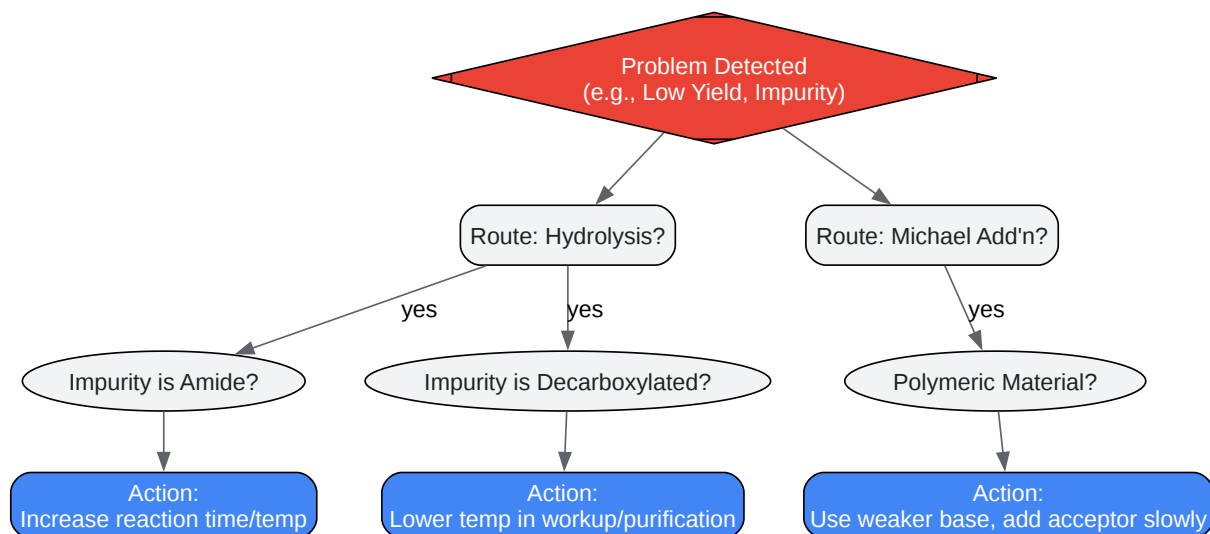 Problem Detected
(e.g., Low Yield, Impurity)
Route: Hydrolysis?
Route: Michael Add'n?
yes
yes
yes
Impurity is Amide?
Impurity is Decarboxylated?
Polymeric Material?
Action:
Increase reaction time/temp
Action:
Lower temp in workup/purification
Action:
Use weaker base, add acceptor slowly